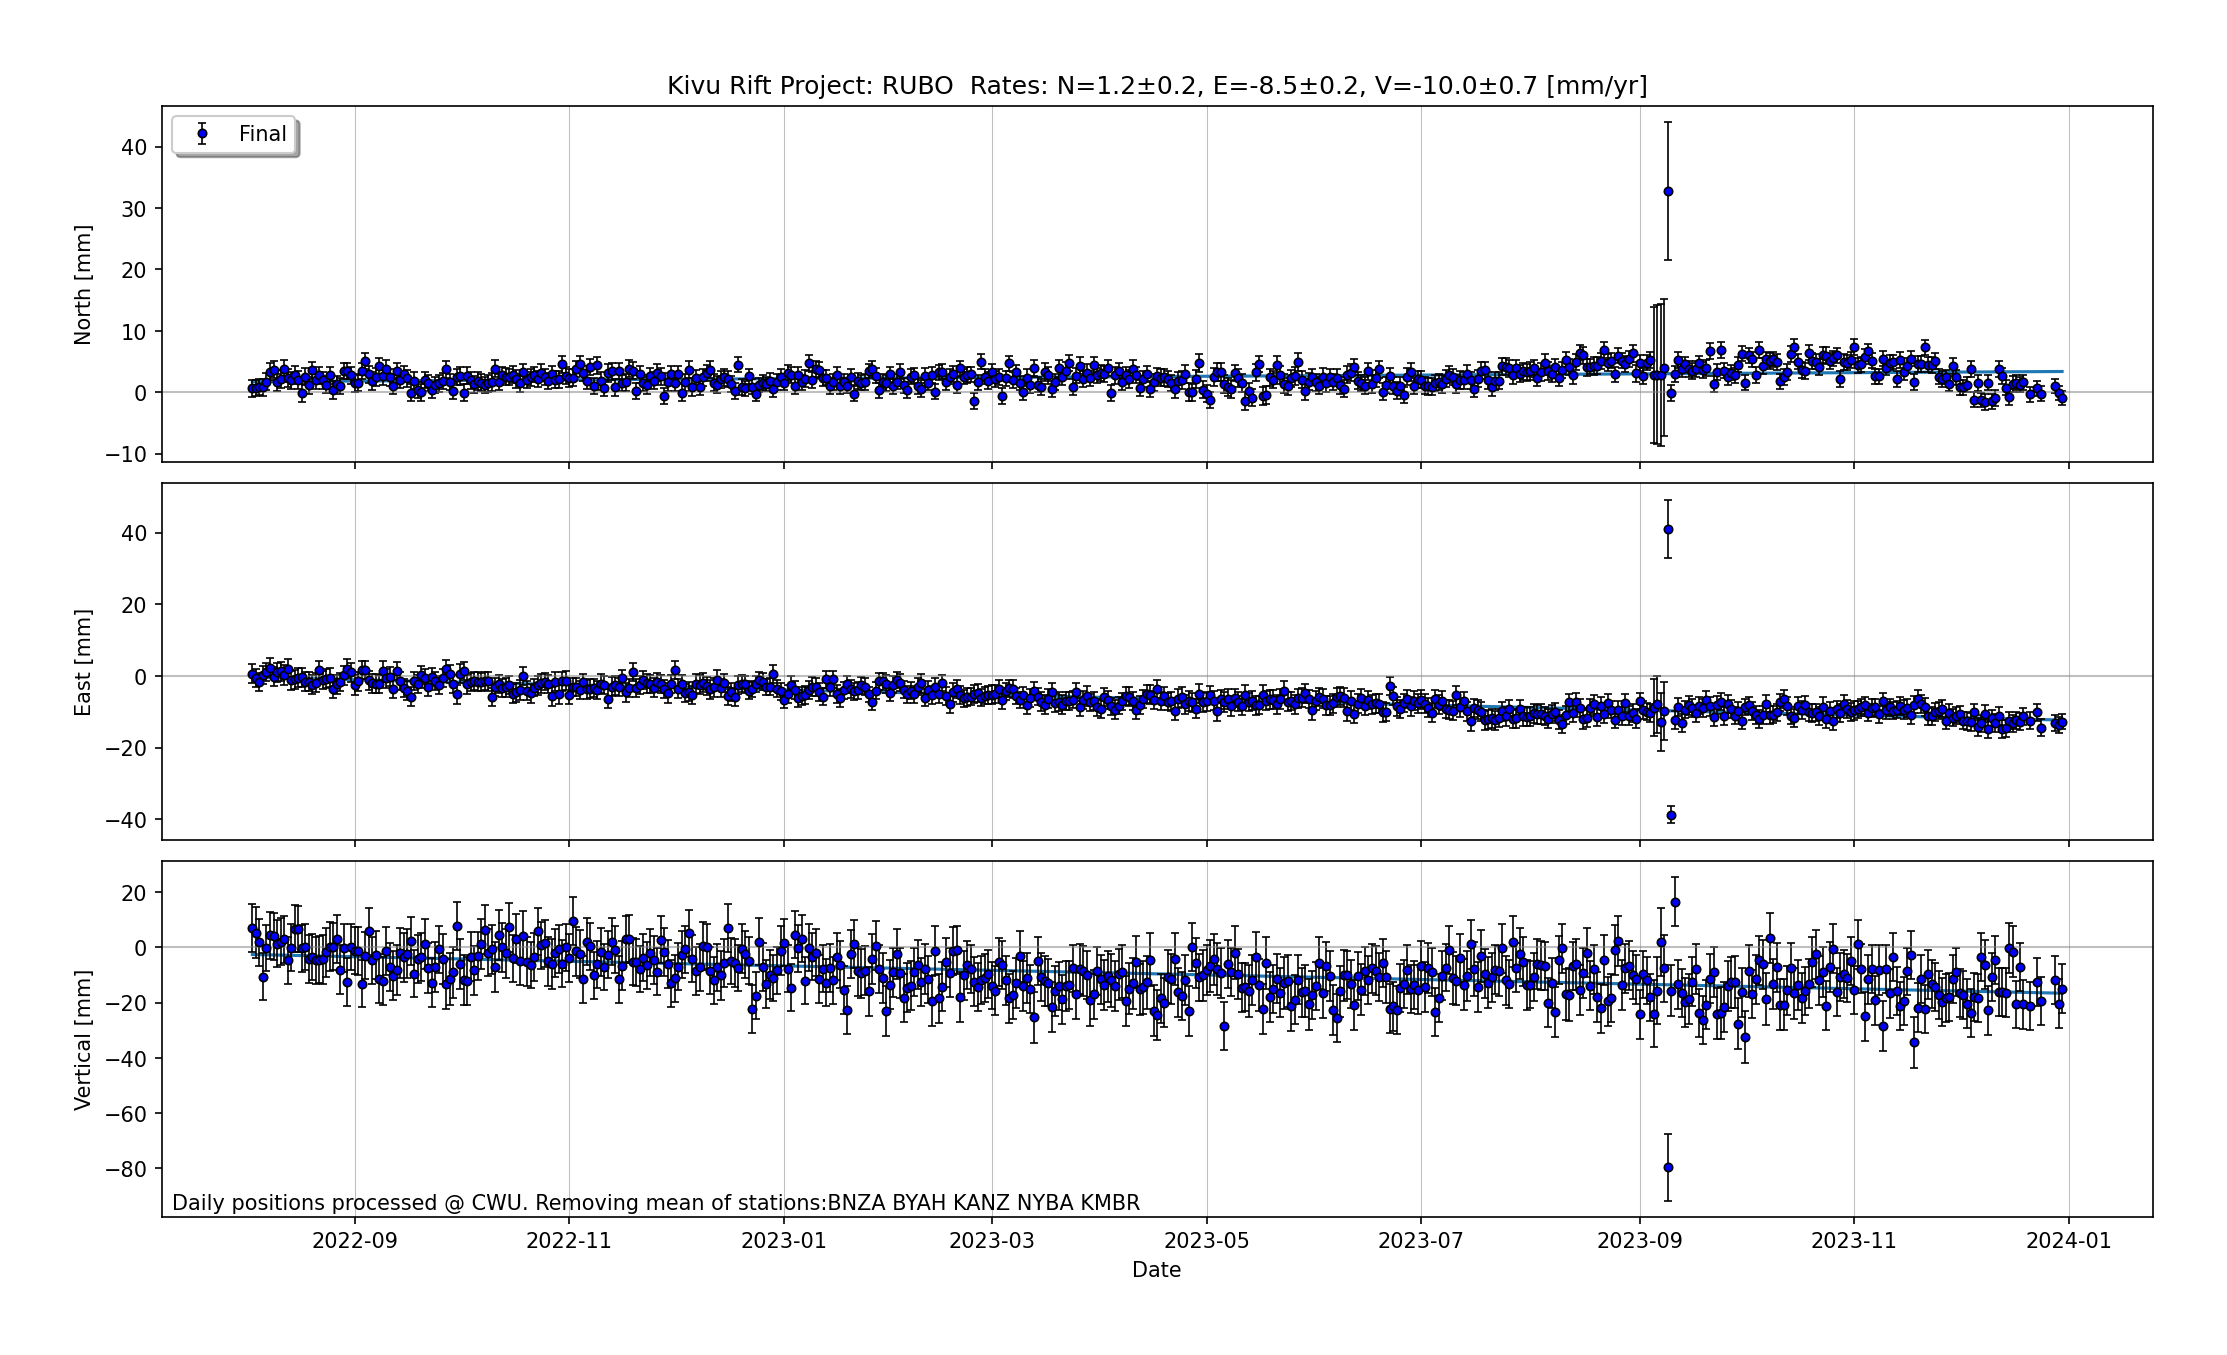 Kivu Rift Project: RUBO  Rates: N=1.2±0.2, E=-8.5±0.2, V=-10.0±0.7 [mm/yr]
Final
North [mm]
40
30
20
10
0
−10
East [mm]
40
20
0
−20
−40
Vertical [mm]
20
0
−20
−40
−60
−80
Daily positions processed @ CWU. Removing mean of stations:BNZA BYAH KANZ NYBA KMBR
2022-09 2022-11 2023-01 2023-03 2023-05 2023-07 2023-09 2023-11 2024-01
Date